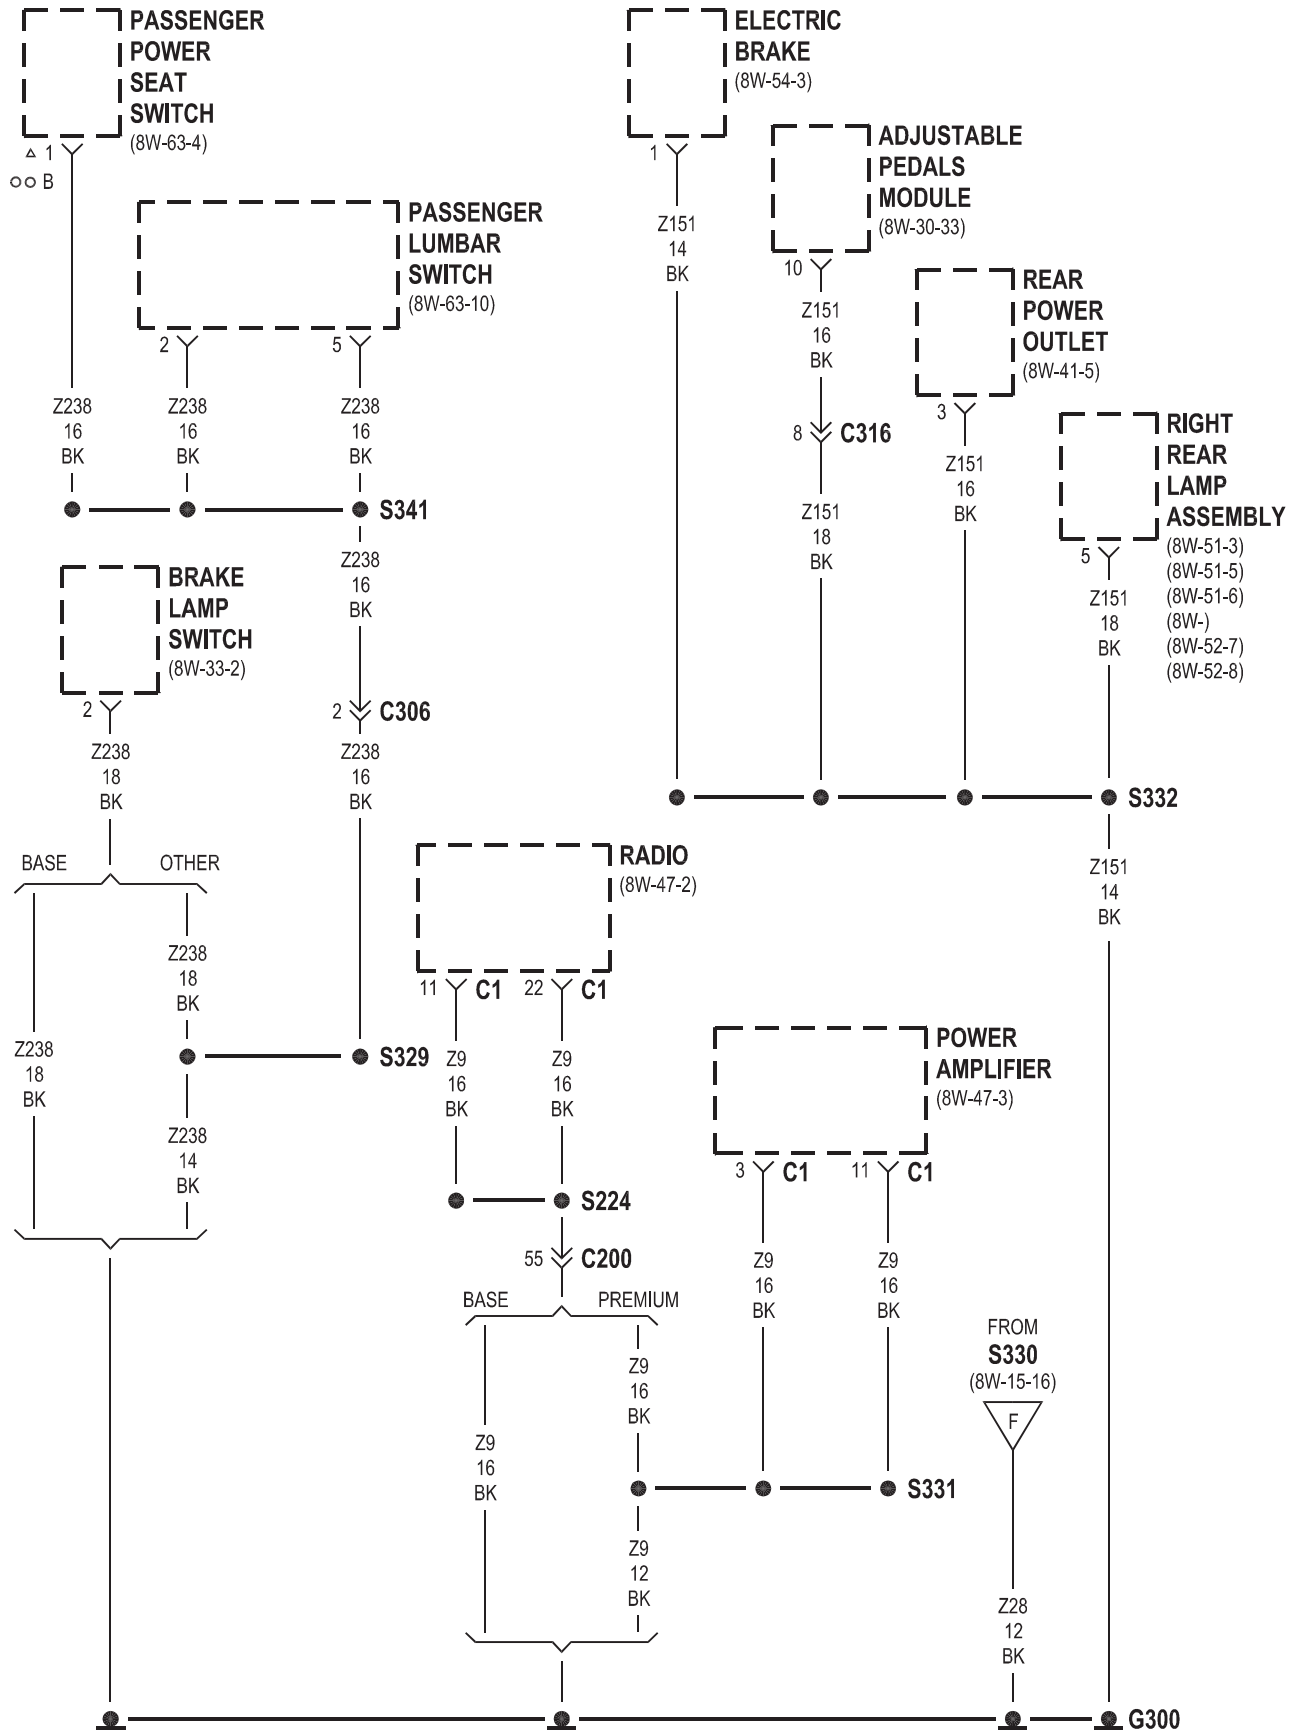 PASSENGER
POWER
SEAT
SWITCH
(8W-63-4)
△ 1
○○ B
ELECTRIC
BRAKE
(8W-54-3)
1
ADJUSTABLE
PEDALS
MODULE
(8W-30-33)
10
PASSENGER
LUMBAR
SWITCH
(8W-63-10)
2
5
Z151
14
BK
REAR
POWER
OUTLET
(8W-41-5)
3
Z151
16
BK
Z238
16
BK
Z238
16
BK
Z238
16
BK
8
C316
RIGHT
REAR
LAMP
ASSEMBLY
(8W-51-3)
(8W-51-5)
(8W-51-6)
(8W-)
(8W-52-7)
(8W-52-8)
5
Z151
16
BK
S341
Z151
18
BK
Z238
16
BK
BRAKE
LAMP
SWITCH
(8W-33-2)
2
Z151
18
BK
2
C306
Z238
18
BK
Z238
16
BK
S332
BASE
OTHER
RADIO
(8W-47-2)
11
C1
22
C1
Z151
14
BK
Z238
18
BK
Z238
18
BK
S329
Z9
16
BK
Z9
16
BK
POWER
AMPLIFIER
(8W-47-3)
3
C1
11
C1
Z238
14
BK
S224
55
C200
Z9
16
BK
Z9
16
BK
BASE
PREMIUM
FROM
S330
(8W-15-16)
F
Z9
16
BK
Z9
16
BK
S331
Z9
12
BK
Z28
12
BK
G300